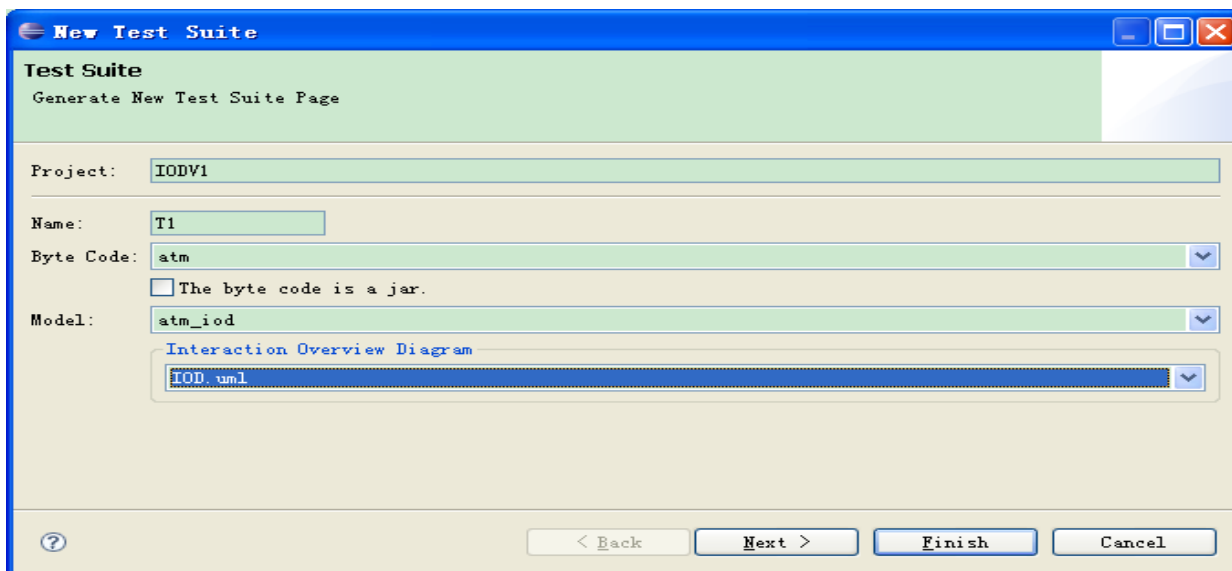 New Test Suite
Test Suite
Generate New Test Suite Page
Project: IODV1
Name: T1
Byte Code: atm
The byte code is a jar.
Model: atm_iod
Interaction Overview Diagram
IOD.uml
? < Back Next > Finish Cancel